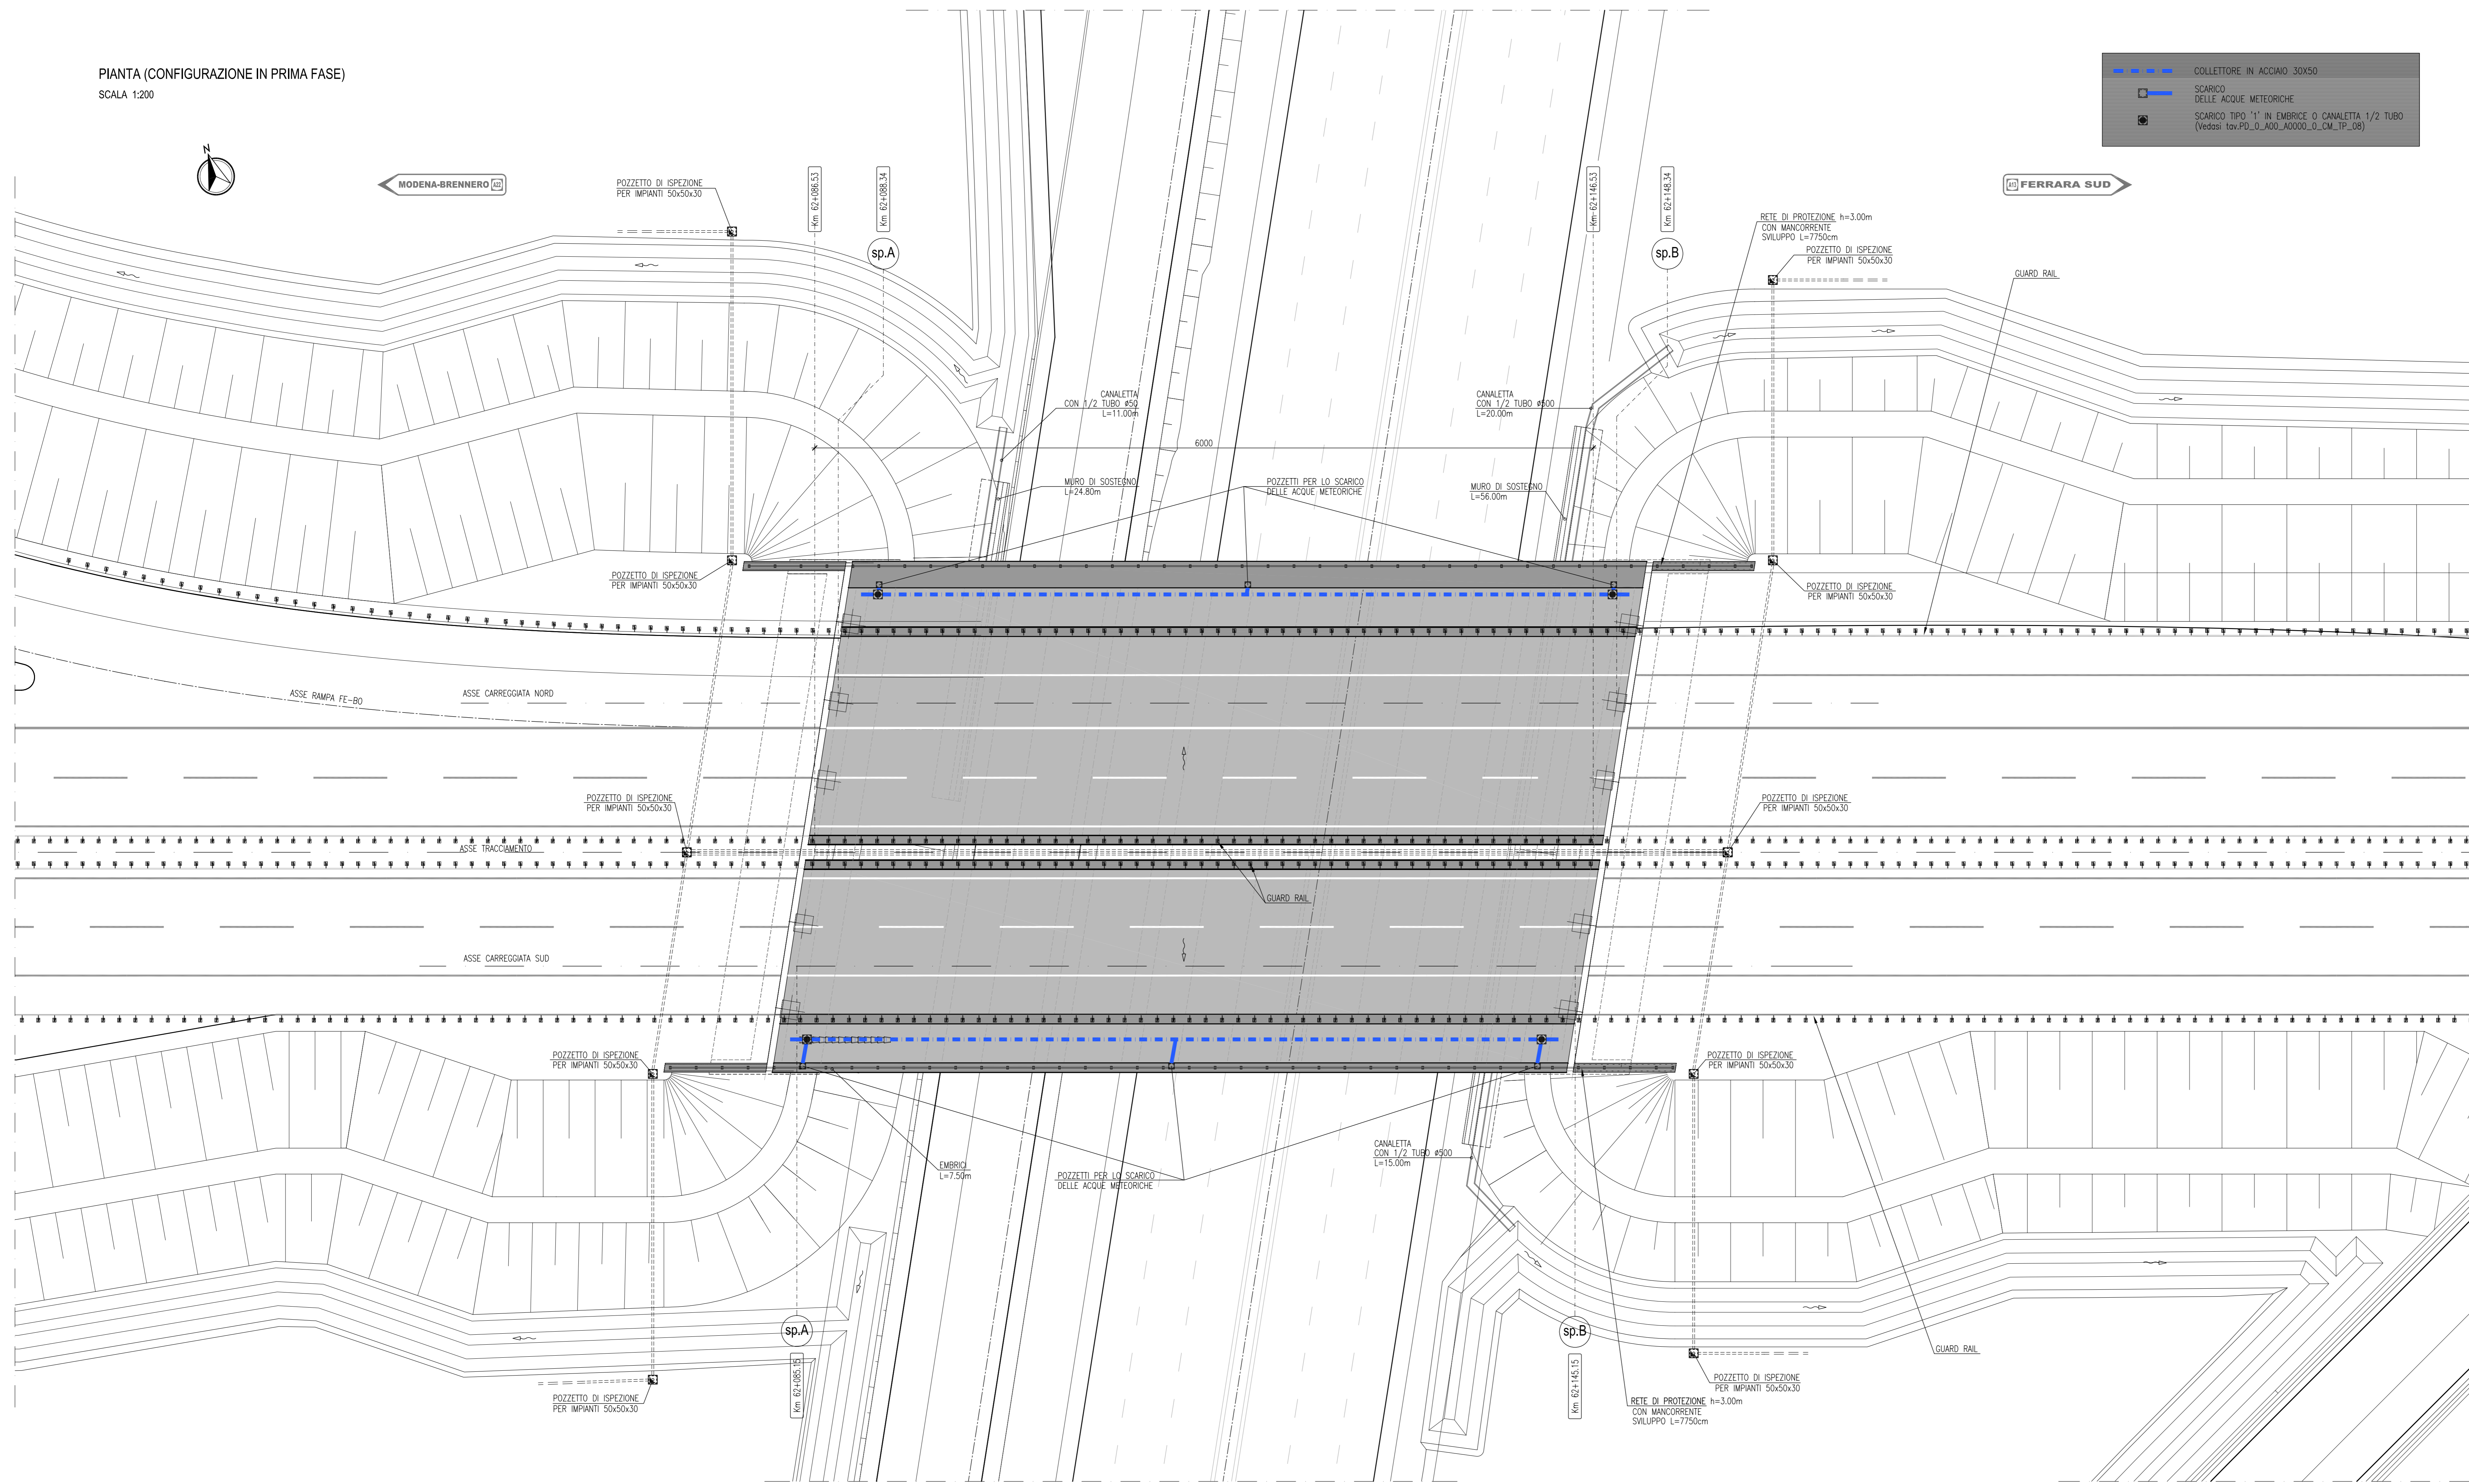 PIANTA (CONFIGURAZIONE IN PRIMA FASE)
SCALA 1:200
COLLETTORE IN ACCIAIO 30X50
SCARICO
DELLE ACQUE METEORICHE
SCARICO TIPO '1' IN EMBRICE O CANALETTA 1/2 TUBO
(Vedasi tav.PD_0_A00_A0000_0_CM_TP_08)
N
MODENA-BRENNERO A22
A13 FERRARA SUD
POZZETTO DI ISPEZIONE
PER IMPIANTI 50x50x30
Km 62+086.53
Km 62+088.34
sp.A
Km 62+146.53
Km 62+148.34
sp.B
RETE DI PROTEZIONE h=3.00m
CON MANCORRENTE
SVILUPPO L=7750cm
POZZETTO DI ISPEZIONE
PER IMPIANTI 50x50x30
GUARD RAIL
CANALETTA
CON 1/2 TUBO ø50
L=11.00m
CANALETTA
CON 1/2 TUBO ø500
L=20.00m
6000
MURO DI SOSTEGNO
L=24.80m
POZZETTI PER LO SCARICO
DELLE ACQUE METEORICHE
MURO DI SOSTEGNO
L=56.00m
POZZETTO DI ISPEZIONE
PER IMPIANTI 50x50x30
POZZETTO DI ISPEZIONE
PER IMPIANTI 50x50x30
ASSE RAMPA FE-BO
ASSE CARREGGIATA NORD
POZZETTO DI ISPEZIONE
PER IMPIANTI 50x50x30
POZZETTO DI ISPEZIONE
PER IMPIANTI 50x50x30
ASSE TRACCIAMENTO
GUARD RAIL
ASSE CARREGGIATA SUD
POZZETTO DI ISPEZIONE
PER IMPIANTI 50x50x30
POZZETTO DI ISPEZIONE
PER IMPIANTI 50x50x30
EMBRICI
L=7.50m
POZZETTI PER LO SCARICO
DELLE ACQUE METEORICHE
CANALETTA
CON 1/2 TUBO ø500
L=15.00m
sp.A
Km 62+085.15
sp.B
Km 62+145.15
GUARD RAIL
POZZETTO DI ISPEZIONE
PER IMPIANTI 50x50x30
POZZETTO DI ISPEZIONE
PER IMPIANTI 50x50x30
RETE DI PROTEZIONE h=3.00m
CON MANCORRENTE
SVILUPPO L=7750cm